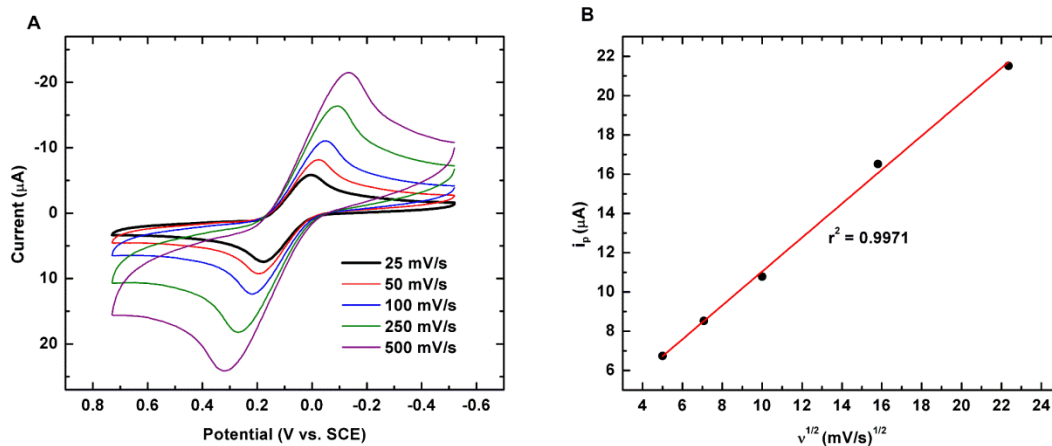 A
Current (μA)
-20
-10
0
10
20
25 mV/s
50 mV/s
100 mV/s
250 mV/s
500 mV/s
0.8 0.6 0.4 0.2 0.0 -0.2 -0.4 -0.6
Potential (V vs. SCE)
B
i_p (μA)
22
20
18
16
14
12
10
8
6
r² = 0.9971
4 6 8 10 12 14 16 18 20 22 24
ν^1/2 (mV/s)^1/2